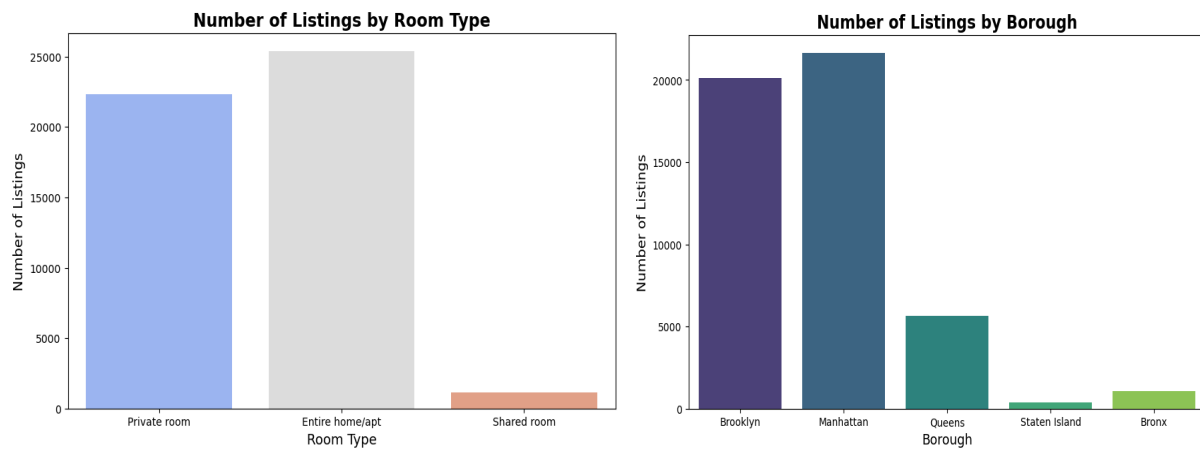 Number of Listings by Room Type
Number of Listings
25000
20000
15000
10000
5000
0
Private room
Entire home/apt
Shared room
Room Type
Number of Listings by Borough
Number of Listings
20000
15000
10000
5000
0
Brooklyn
Manhattan
Queens
Staten Island
Bronx
Borough